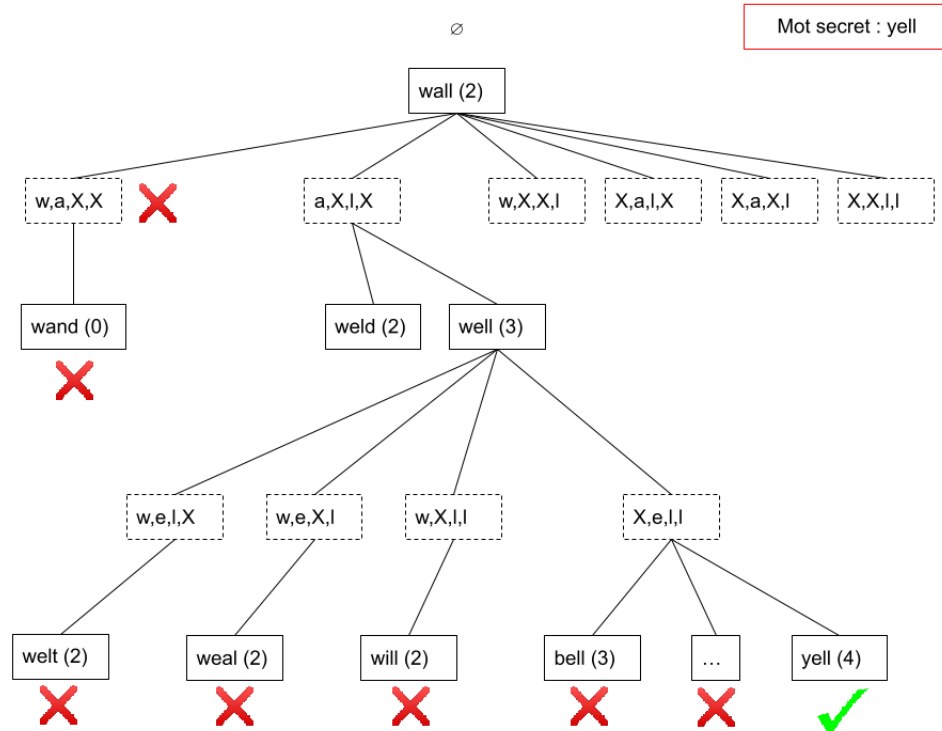 ∅
Mot secret : yell
wall (2)
w,a,X,X
a,X,l,X
w,X,X,l
X,a,l,X
X,a,X,l
X,X,l,l
wand (0)
weld (2)
well (3)
w,e,l,X
w,e,X,l
w,X,l,l
X,e,l,l
welt (2)
weal (2)
will (2)
bell (3)
...
yell (4)